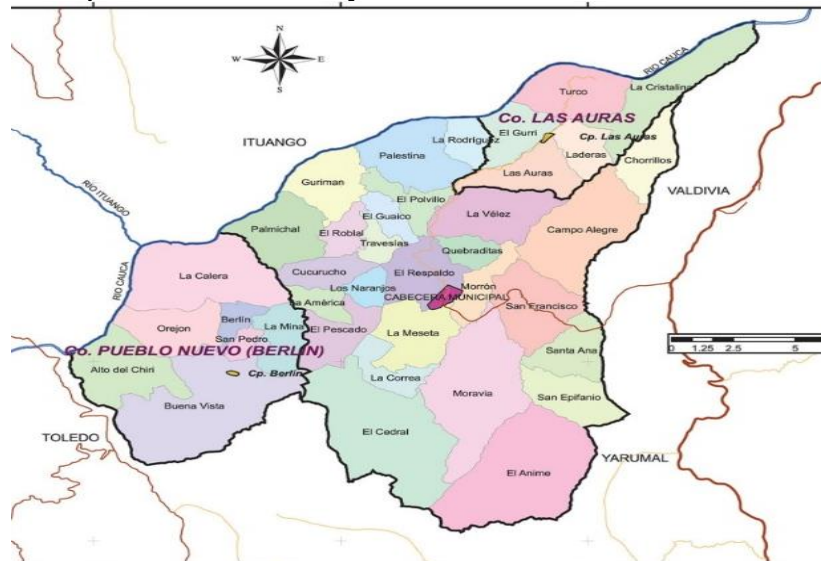 N
W E
S
RIO CAUCA
Turco
La Cristalina
Co. LAS AURAS
El Gurri
Cp. Las Auras
ITUANGO
La Rodríguez
Palestina
Laderas
Chorrillos
Las Auras
Guriman
VALDIVIA
RIO ITUANGO
El Polvillo
El Guaico
La Vélez
Palmichal
El Roblal
Campo Alegre
Travesías
Quebraditas
La Calera
Cucurucho
El Respaldo
RIO CAUCA
Los Naranjos
Morrón
CABECERA MUNICIPAL
La América
San Francisco
Berlín
Orejon
La Mina
El Pescado
San Pedro
La Meseta
Co. PUEBLO NUEVO (BERLIN)
Santa Ana
0 1,25 2,5 5
Alto del Chiri
Cp. Berlín
La Correa
Moravia
San Epifanio
Buena Vista
El Cedral
TOLEDO
YARUMAL
El Anime